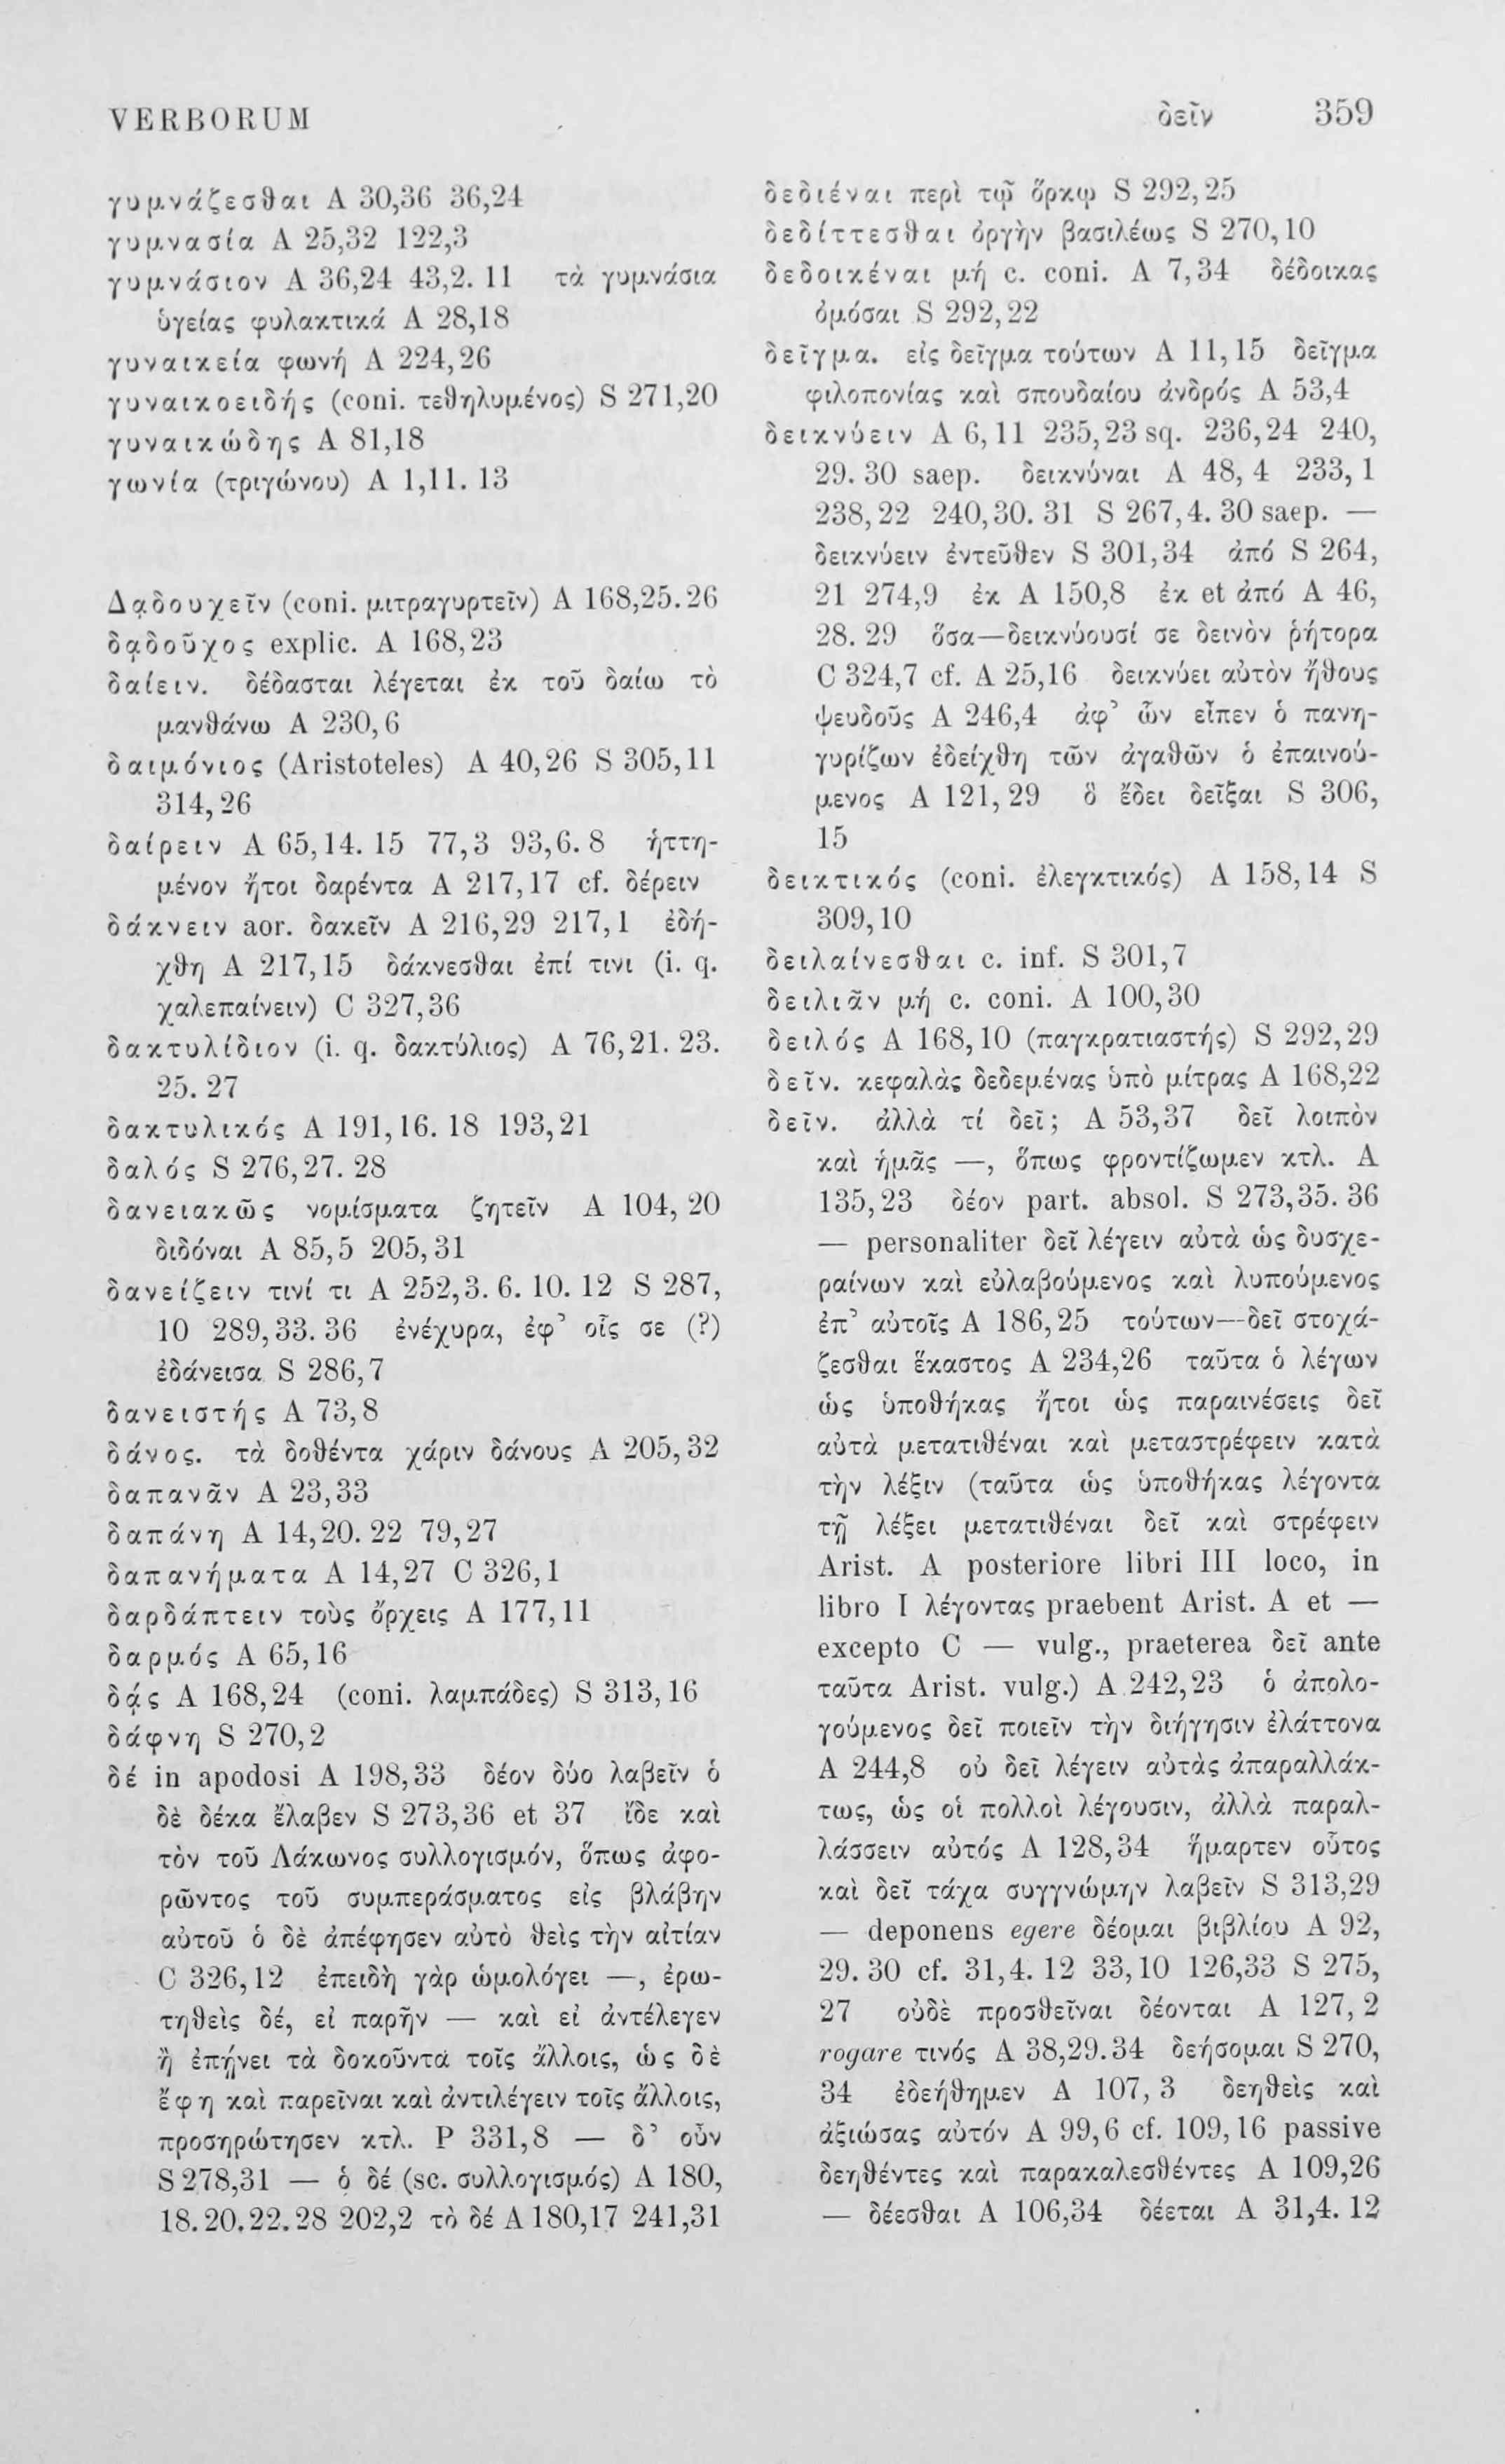 VERBORUM δεῖν 359
γυμνάζεσθαι A 30,36 36,24
γυμνασία A 25,32 122,3
γυμνάσιον A 36,24 43,2. 11 τὰ γυμνάσια
ὑγείας φυλακτικά A 28,18
γυναικεία φωνή A 224,26
γυναικοειδής (coni. τεθηλυμένος) S 271,20
γυναικώδης A 81,18
γωνία (τριγώνου) A 1,11. 13
Δᾳδουχεῖν (coni. μιτραγυρτεῖν) A 168,25. 26
δᾳδοῦχος explic. A 168,23
δαίειν. δέδασται λέγεται ἐκ τοῦ δαίω τὸ
μανθάνω A 230,6
δαιμόνιος (Aristoteles) A 40,26 S 305,11
314,26
δαίρειν A 65,14. 15 77,3 93,6. 8 ἡττη-
μένον ἤτοι δαρέντα A 217,17 cf. δέρειν
δάκνειν aor. δακεῖν A 216,29 217,1 ἐδή-
χθη A 217,15 δάκνεσθαι ἐπί τινι (i. q.
χαλεπαίνειν) C 327,36
δακτυλίδιον (i. q. δακτύλιος) A 76,21. 23.
25. 27
δακτυλικός A 191,16. 18 193,21
δαλός S 276,27. 28
δανειακῶς νομίσματα ζητεῖν A 104, 20
διδόναι A 85,5 205,31
δανείζειν τινί τι A 252,3. 6. 10. 12 S 287,
10 289,33. 36 ἐνέχυρα, ἐφ’ οἷς σε (?)
ἐδάνεισα S 286,7
δανειστής A 73,8
δάνος. τὰ δοθέντα χάριν δάνους A 205,32
δαπανᾶν A 23,33
δαπάνη A 14,20. 22 79,27
δαπανήματα A 14,27 C 326,1
δαρδάπτειν τοὺς ὄρχεις A 177,11
δαρμός A 65,16
δᾴς A 168,24 (coni. λαμπάδες) S 313,16
δάφνη S 270,2
δέ in apodosi A 198,33 δέον δύο λαβεῖν ὁ
δὲ δέκα ἔλαβεν S 273,36 et 37 ἴδε καὶ
τὸν τοῦ Λάκωνος συλλογισμόν, ὅπως ἀφο-
ρῶντος τοῦ συμπεράσματος εἰς βλάβην
αὐτοῦ ὁ δὲ ἀπέφησεν αὐτὸ θεὶς τὴν αἰτίαν
C 326,12 ἐπειδὴ γὰρ ὡμολόγει —, ἐρω-
τηθεὶς δέ, εἰ παρῆν — καὶ εἰ ἀντέλεγεν
ἢ ἐπῄνει τὰ δοκοῦντα τοῖς ἄλλοις, ὡς δὲ
ἔφη καὶ παρεῖναι καὶ ἀντιλέγειν τοῖς ἄλλοις,
προσηρώτησεν κτλ. P 331,8 — δ’ οὖν
S 278,31 — ὁ δέ (sc. συλλογισμός) A 180,
18. 20. 22. 28 202,2 τὸ δέ A 180,17 241,31
δεδιέναι περὶ τῷ ὅρκῳ S 292,25
δεδίττεσθαι ὀργὴν βασιλέως S 270,10
δεδοικέναι μή c. coni. A 7,34 δέδοικας
ὀμόσαι S 292,22
δεῖγμα. εἰς δεῖγμα τούτων A 11,15 δεῖγμα
φιλοπονίας καὶ σπουδαίου ἀνδρός A 53,4
δεικνύειν A 6,11 235,23 sq. 236,24 240,
29. 30 saep. δεικνύναι A 48, 4 233, 1
238,22 240,30. 31 S 267,4. 30 saep. —
δεικνύειν ἐντεῦθεν S 301,34 ἀπό S 264,
21 274,9 ἐκ A 150,8 ἐκ et ἀπό A 46,
28. 29 ὅσα—δεικνύουσί σε δεινὸν ῥήτορα
C 324,7 cf. A 25,16 δεικνύει αὐτὸν ἤθους
ψευδοῦς A 246,4 ἀφ’ ὧν εἶπεν ὁ πανη-
γυρίζων ἐδείχθη τῶν ἀγαθῶν ὁ ἐπαινού-
μενος A 121, 29 ὃ ἔδει δεῖξαι S 306,
15
δεικτικός (coni. ἐλεγκτικός) A 158,14 S
309,10
δειλαίνεσθαι c. inf. S 301,7
δειλιᾶν μή c. coni. A 100,30
δειλός A 168,10 (παγκρατιαστής) S 292,29
δεῖν. κεφαλὰς δεδεμένας ὑπὸ μίτρας A 168,22
δεῖν. ἀλλὰ τί δεῖ; A 53,37 δεῖ λοιπὸν
καὶ ἡμᾶς —, ὅπως φροντίζωμεν κτλ. A
135,23 δέον part. absol. S 273,35. 36
— personaliter δεῖ λέγειν αὐτὰ ὡς δυσχε-
ραίνων καὶ εὐλαβούμενος καὶ λυπούμενος
ἐπ’ αὐτοῖς A 186,25 τούτων—δεῖ στοχά-
ζεσθαι ἕκαστος A 234,26 ταῦτα ὁ λέγων
ὡς ὑποθήκας ἤτοι ὡς παραινέσεις δεῖ
αὐτὰ μετατιθέναι καὶ μεταστρέφειν κατὰ
τὴν λέξιν (ταῦτα ὡς ὑποθήκας λέγοντα
τῇ λέξει μετατιθέναι δεῖ καὶ στρέφειν
Arist. A posteriore libri III loco, in
libro I λέγοντας praebent Arist. A et —
excepto C — vulg., praeterea δεῖ ante
ταῦτα Arist. vulg.) A 242,23 ὁ ἀπολο-
γούμενος δεῖ ποιεῖν τὴν διήγησιν ἐλάττονα
A 244,8 οὐ δεῖ λέγειν αὐτὰς ἀπαραλλάκ-
τως, ὡς οἱ πολλοὶ λέγουσιν, ἀλλὰ παραλ-
λάσσειν αὐτός A 128,34 ἥμαρτεν οὗτος
καὶ δεῖ τάχα συγγνώμην λαβεῖν S 313,29
— deponens egere δέομαι βιβλίου A 92,
29. 30 cf. 31,4. 12 33,10 126,33 S 275,
27 οὐδὲ προσθεῖναι δέονται A 127, 2
rogare τινός A 38,29. 34 δεήσομαι S 270,
34 ἐδεήθημεν A 107, 3 δεηθεὶς καὶ
ἀξιώσας αὐτόν A 99,6 cf. 109,16 passive
δεηθέντες καὶ παρακαλεσθέντες A 109,26
— δέεσθαι A 106,34 δέεται A 31,4. 12